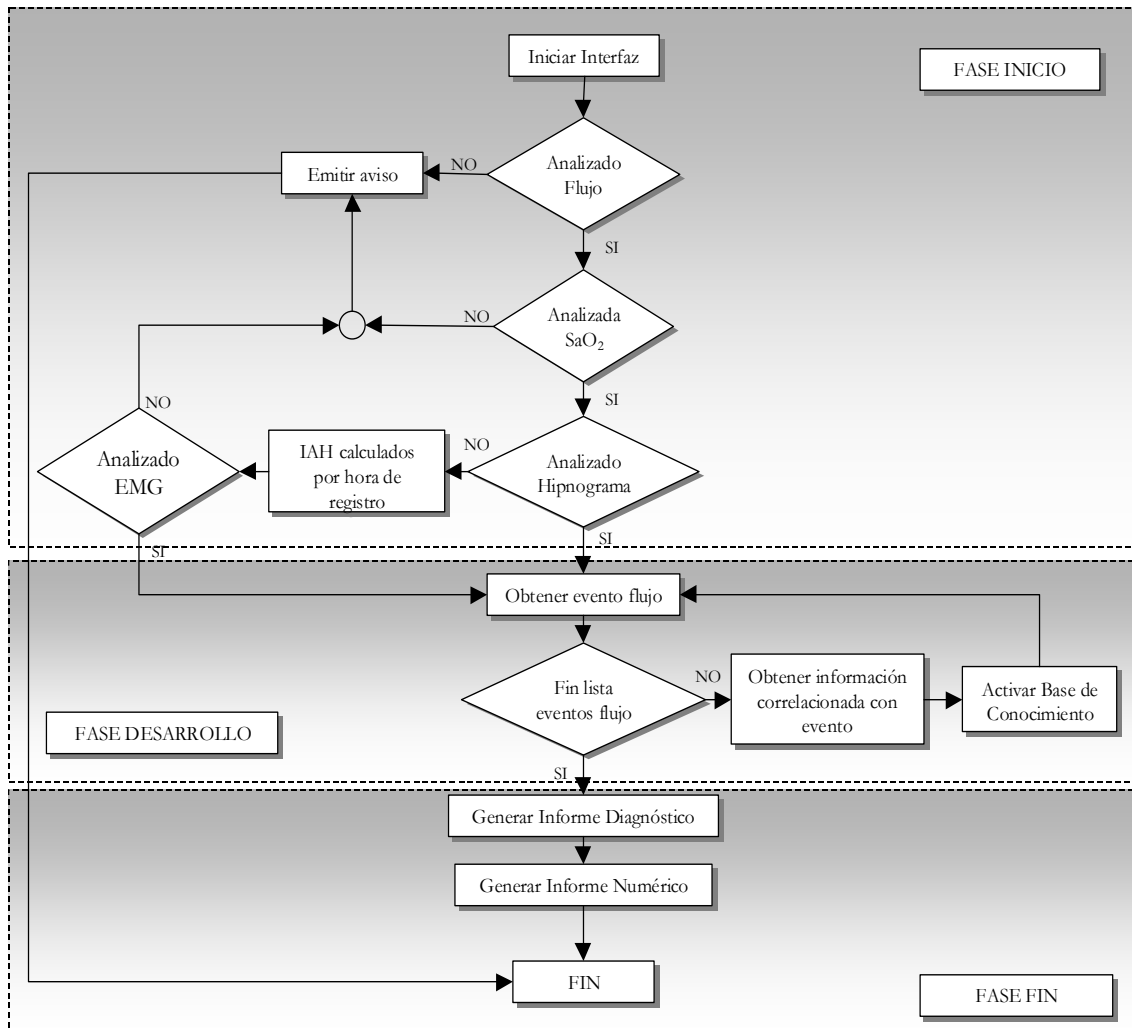 Iniciar Interfaz
FASE INICIO
Analizado
Flujo
NO
Emitir aviso
SI
Analizada
SaO₂
NO
SI
Analizado
Hipnograma
NO
IAH calculados
por hora de
registro
Analizado
EMG
NO
SI
SI
Obtener evento flujo
Fin lista
eventos flujo
NO
Obtener información
correlacionada con
evento
Activar Base de
Conocimiento
FASE DESARROLLO
SI
Generar Informe Diagnóstico
Generar Informe Numérico
FIN
FASE FIN